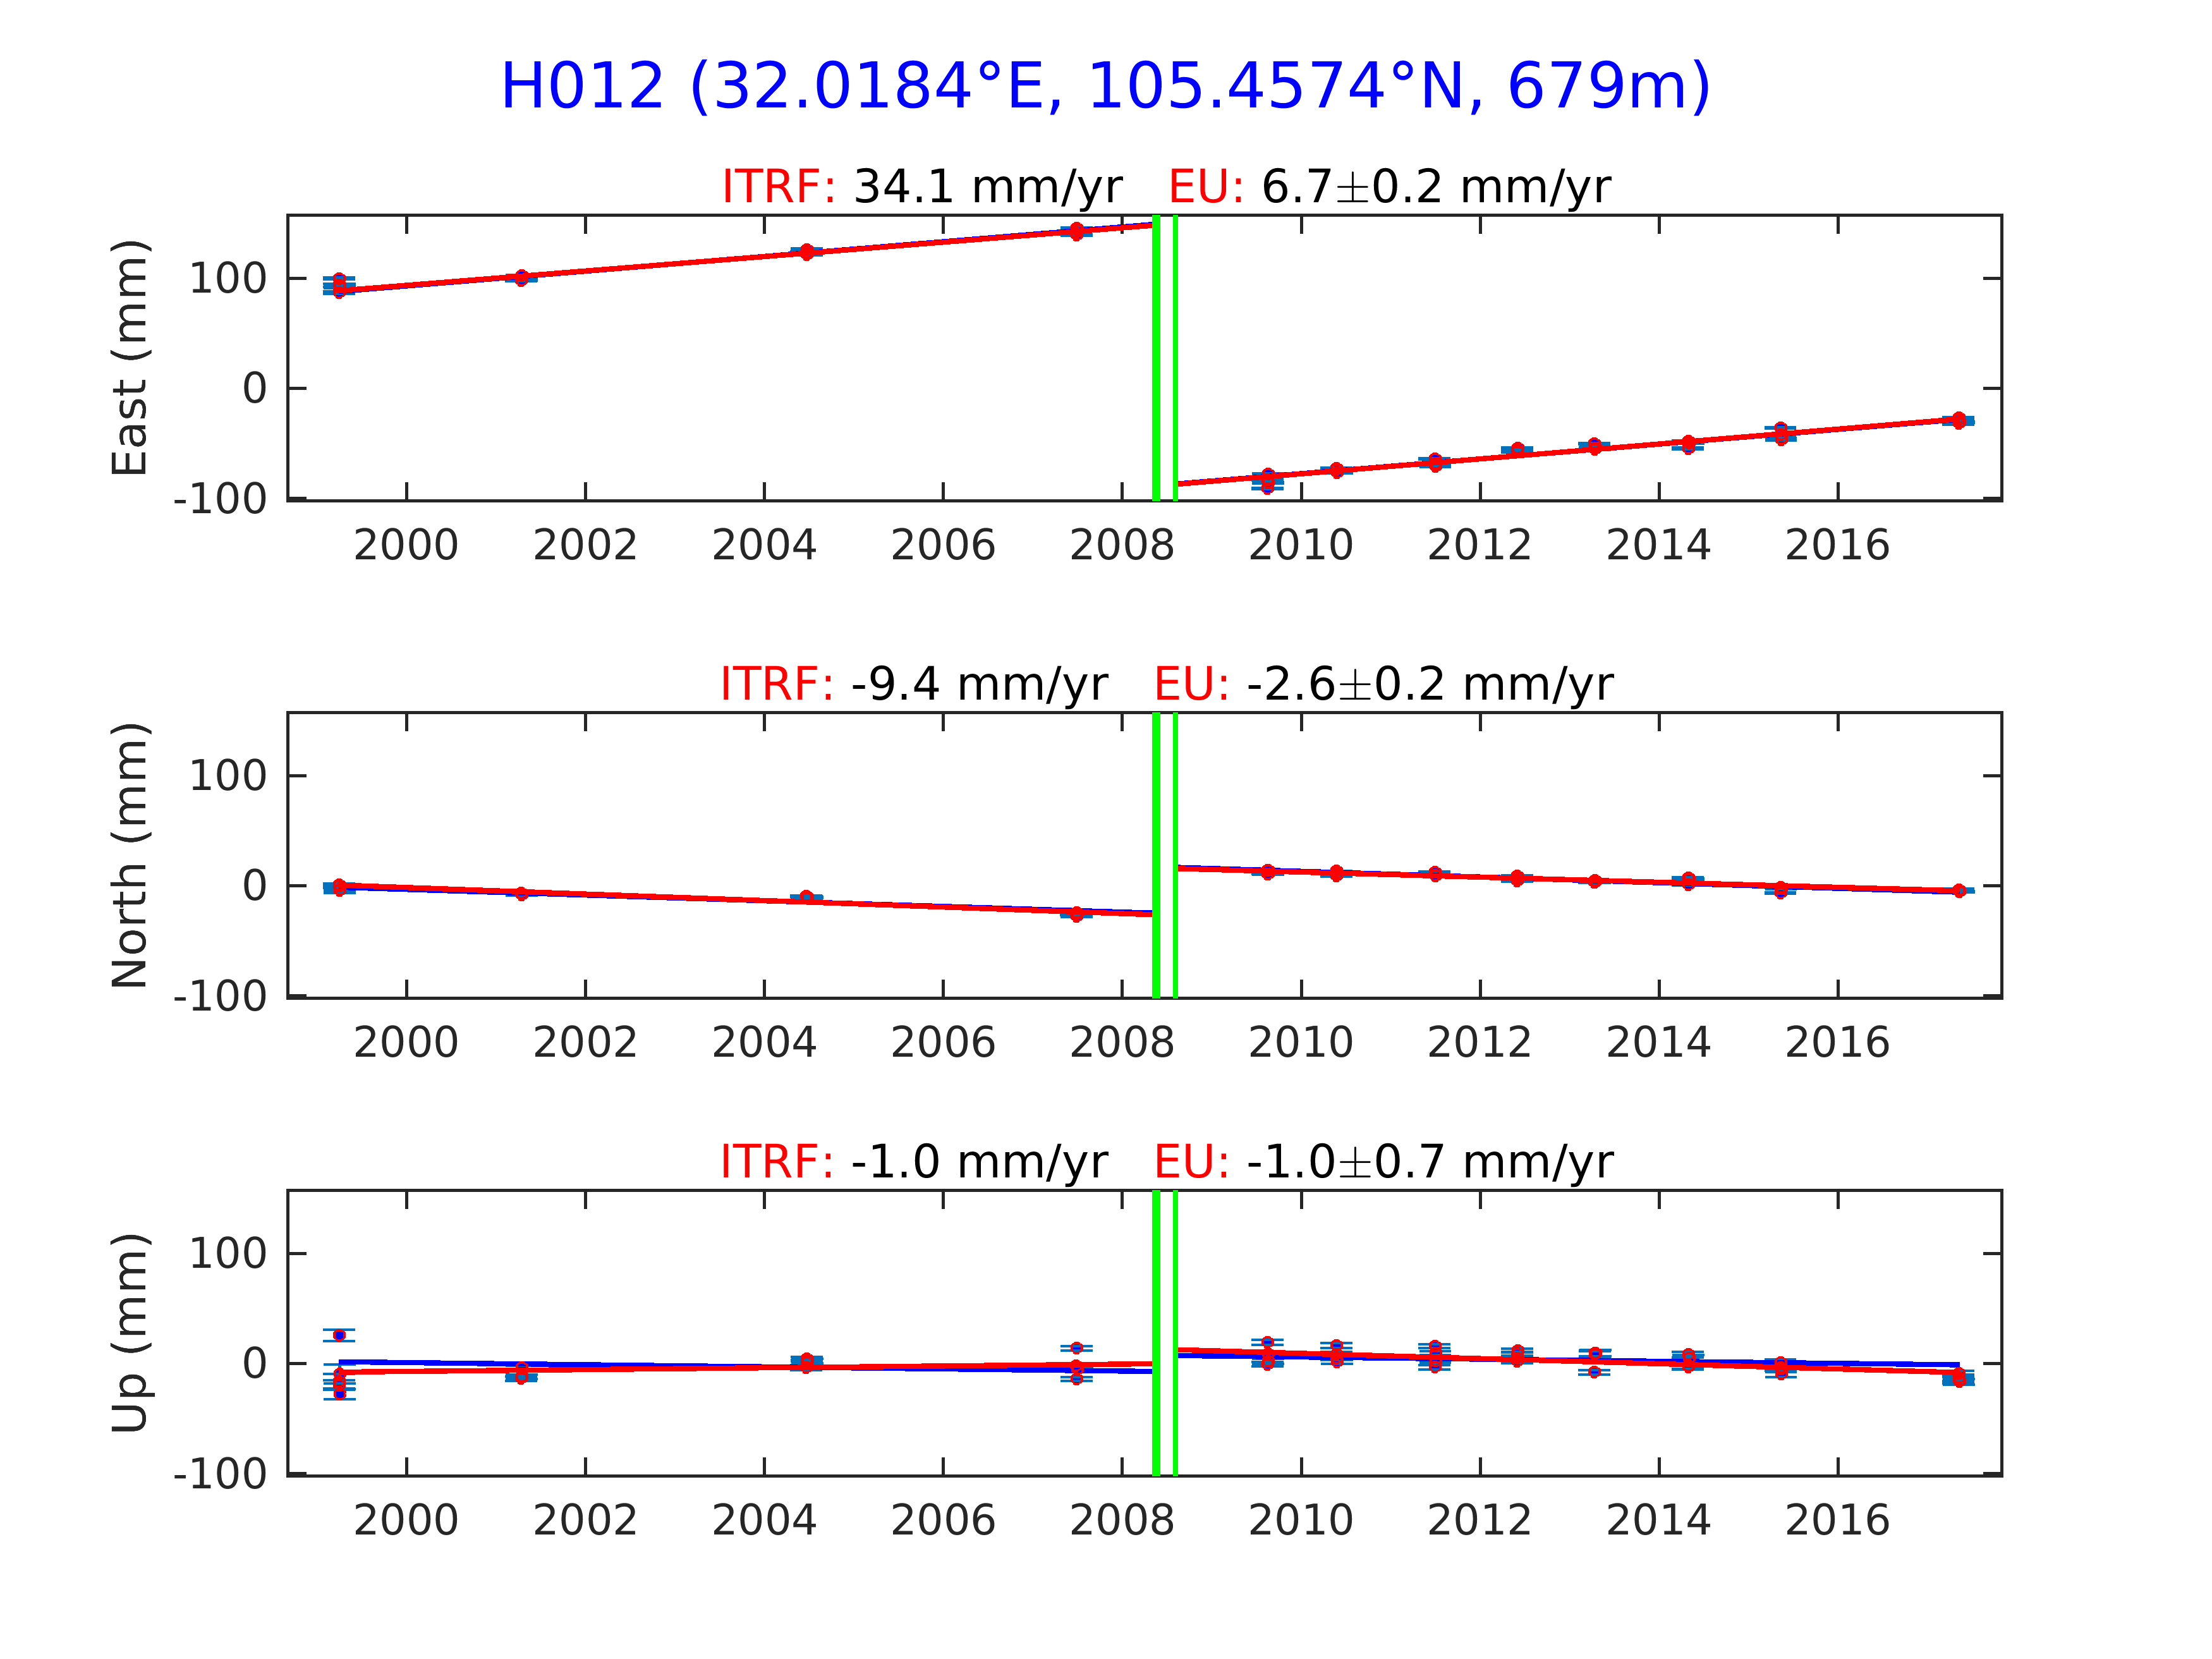 H012 (32.0184°E, 105.4574°N, 679m)
ITRF: 34.1 mm/yr EU: 6.7±0.2 mm/yr
East (mm)
100
0
-100
2000 2002 2004 2006 2008 2010 2012 2014 2016
ITRF: -9.4 mm/yr EU: -2.6±0.2 mm/yr
North (mm)
100
0
-100
2000 2002 2004 2006 2008 2010 2012 2014 2016
ITRF: -1.0 mm/yr EU: -1.0±0.7 mm/yr
Up (mm)
100
0
-100
2000 2002 2004 2006 2008 2010 2012 2014 2016